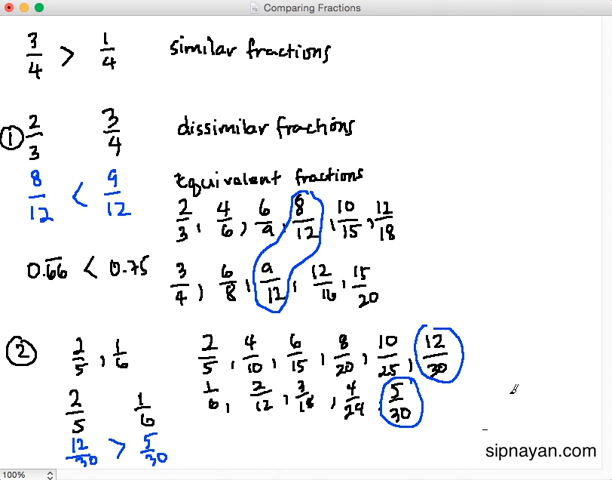 Comparing Fractions
3/4 > 1/4 similar fractions
① 2/3 3/4 dissimilar fractions
8/12 < 9/12 Equivalent fractions
2/3, 4/6, 6/9, 8/12, 10/15, 12/18
0.66 < 0.75
3/4, 6/8, 9/12, 12/16, 15/20
② 2/5, 1/6 2/5, 4/10, 6/15, 8/20, 10/25, 12/30
2/5 1/6 1/6, 2/12, 3/18, 4/24 5/30
12/30 > 5/30
sipnayan.com
100%